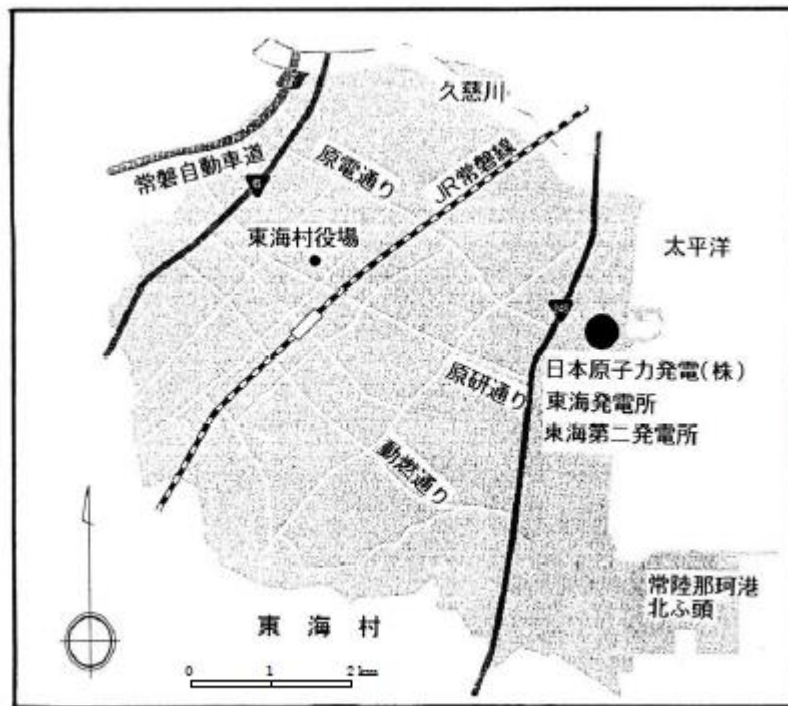 久慈川
常磐自動車道
6
原電通り
JR常磐線
東海村役場
太平洋
日本原子力発電(株)
東海発電所
東海第二発電所
原研通り
動燃通り
常陸那珂港
北ふ頭
東海村
0 1 2km